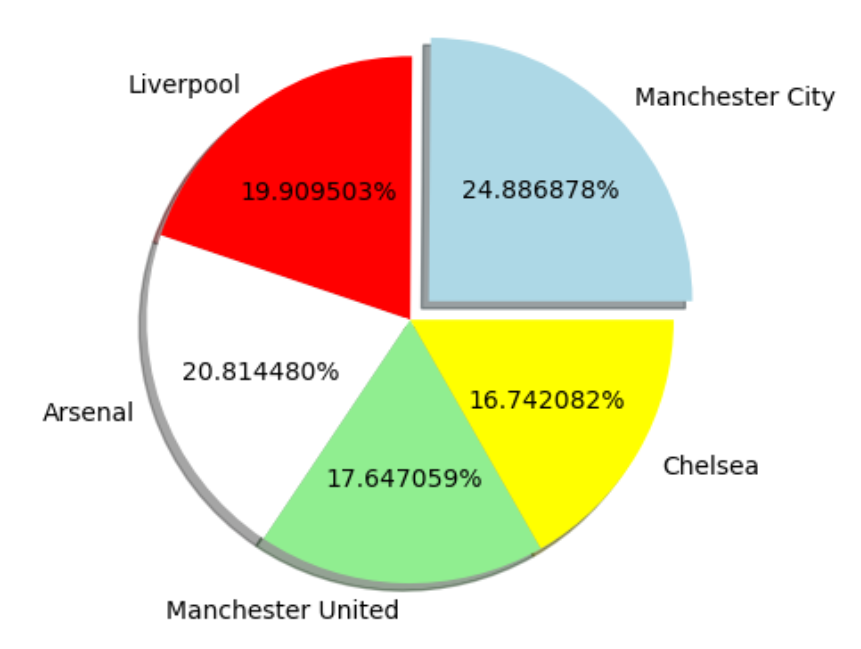 Liverpool
Manchester City
19.909503%
24.886878%
20.814480%
16.742082%
Arsenal
Chelsea
17.647059%
Manchester United